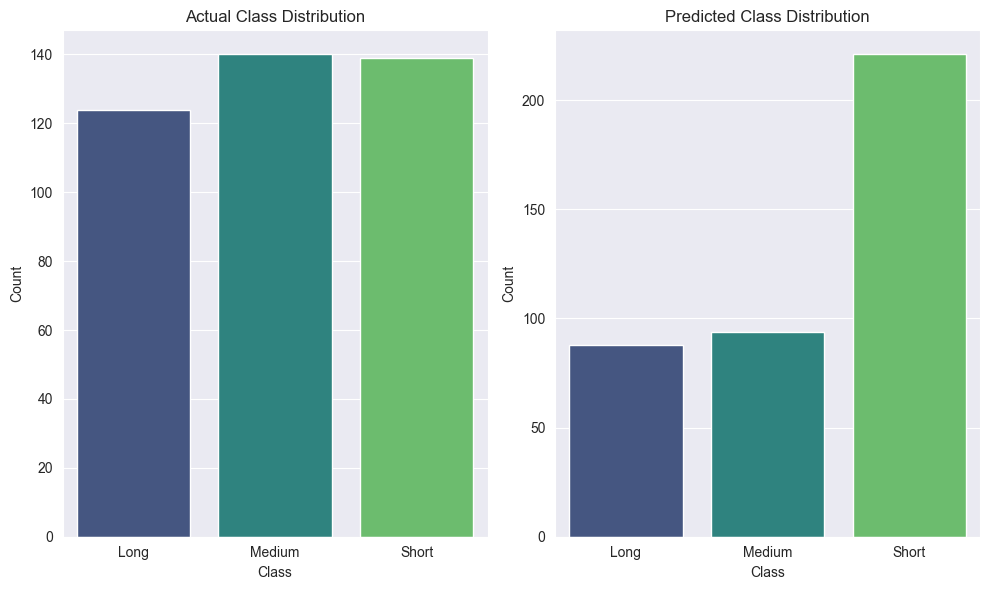 Actual Class Distribution
Count
140
120
100
80
60
40
20
0
Long Medium Short
Class
Predicted Class Distribution
Count
200
150
100
50
0
Long Medium Short
Class